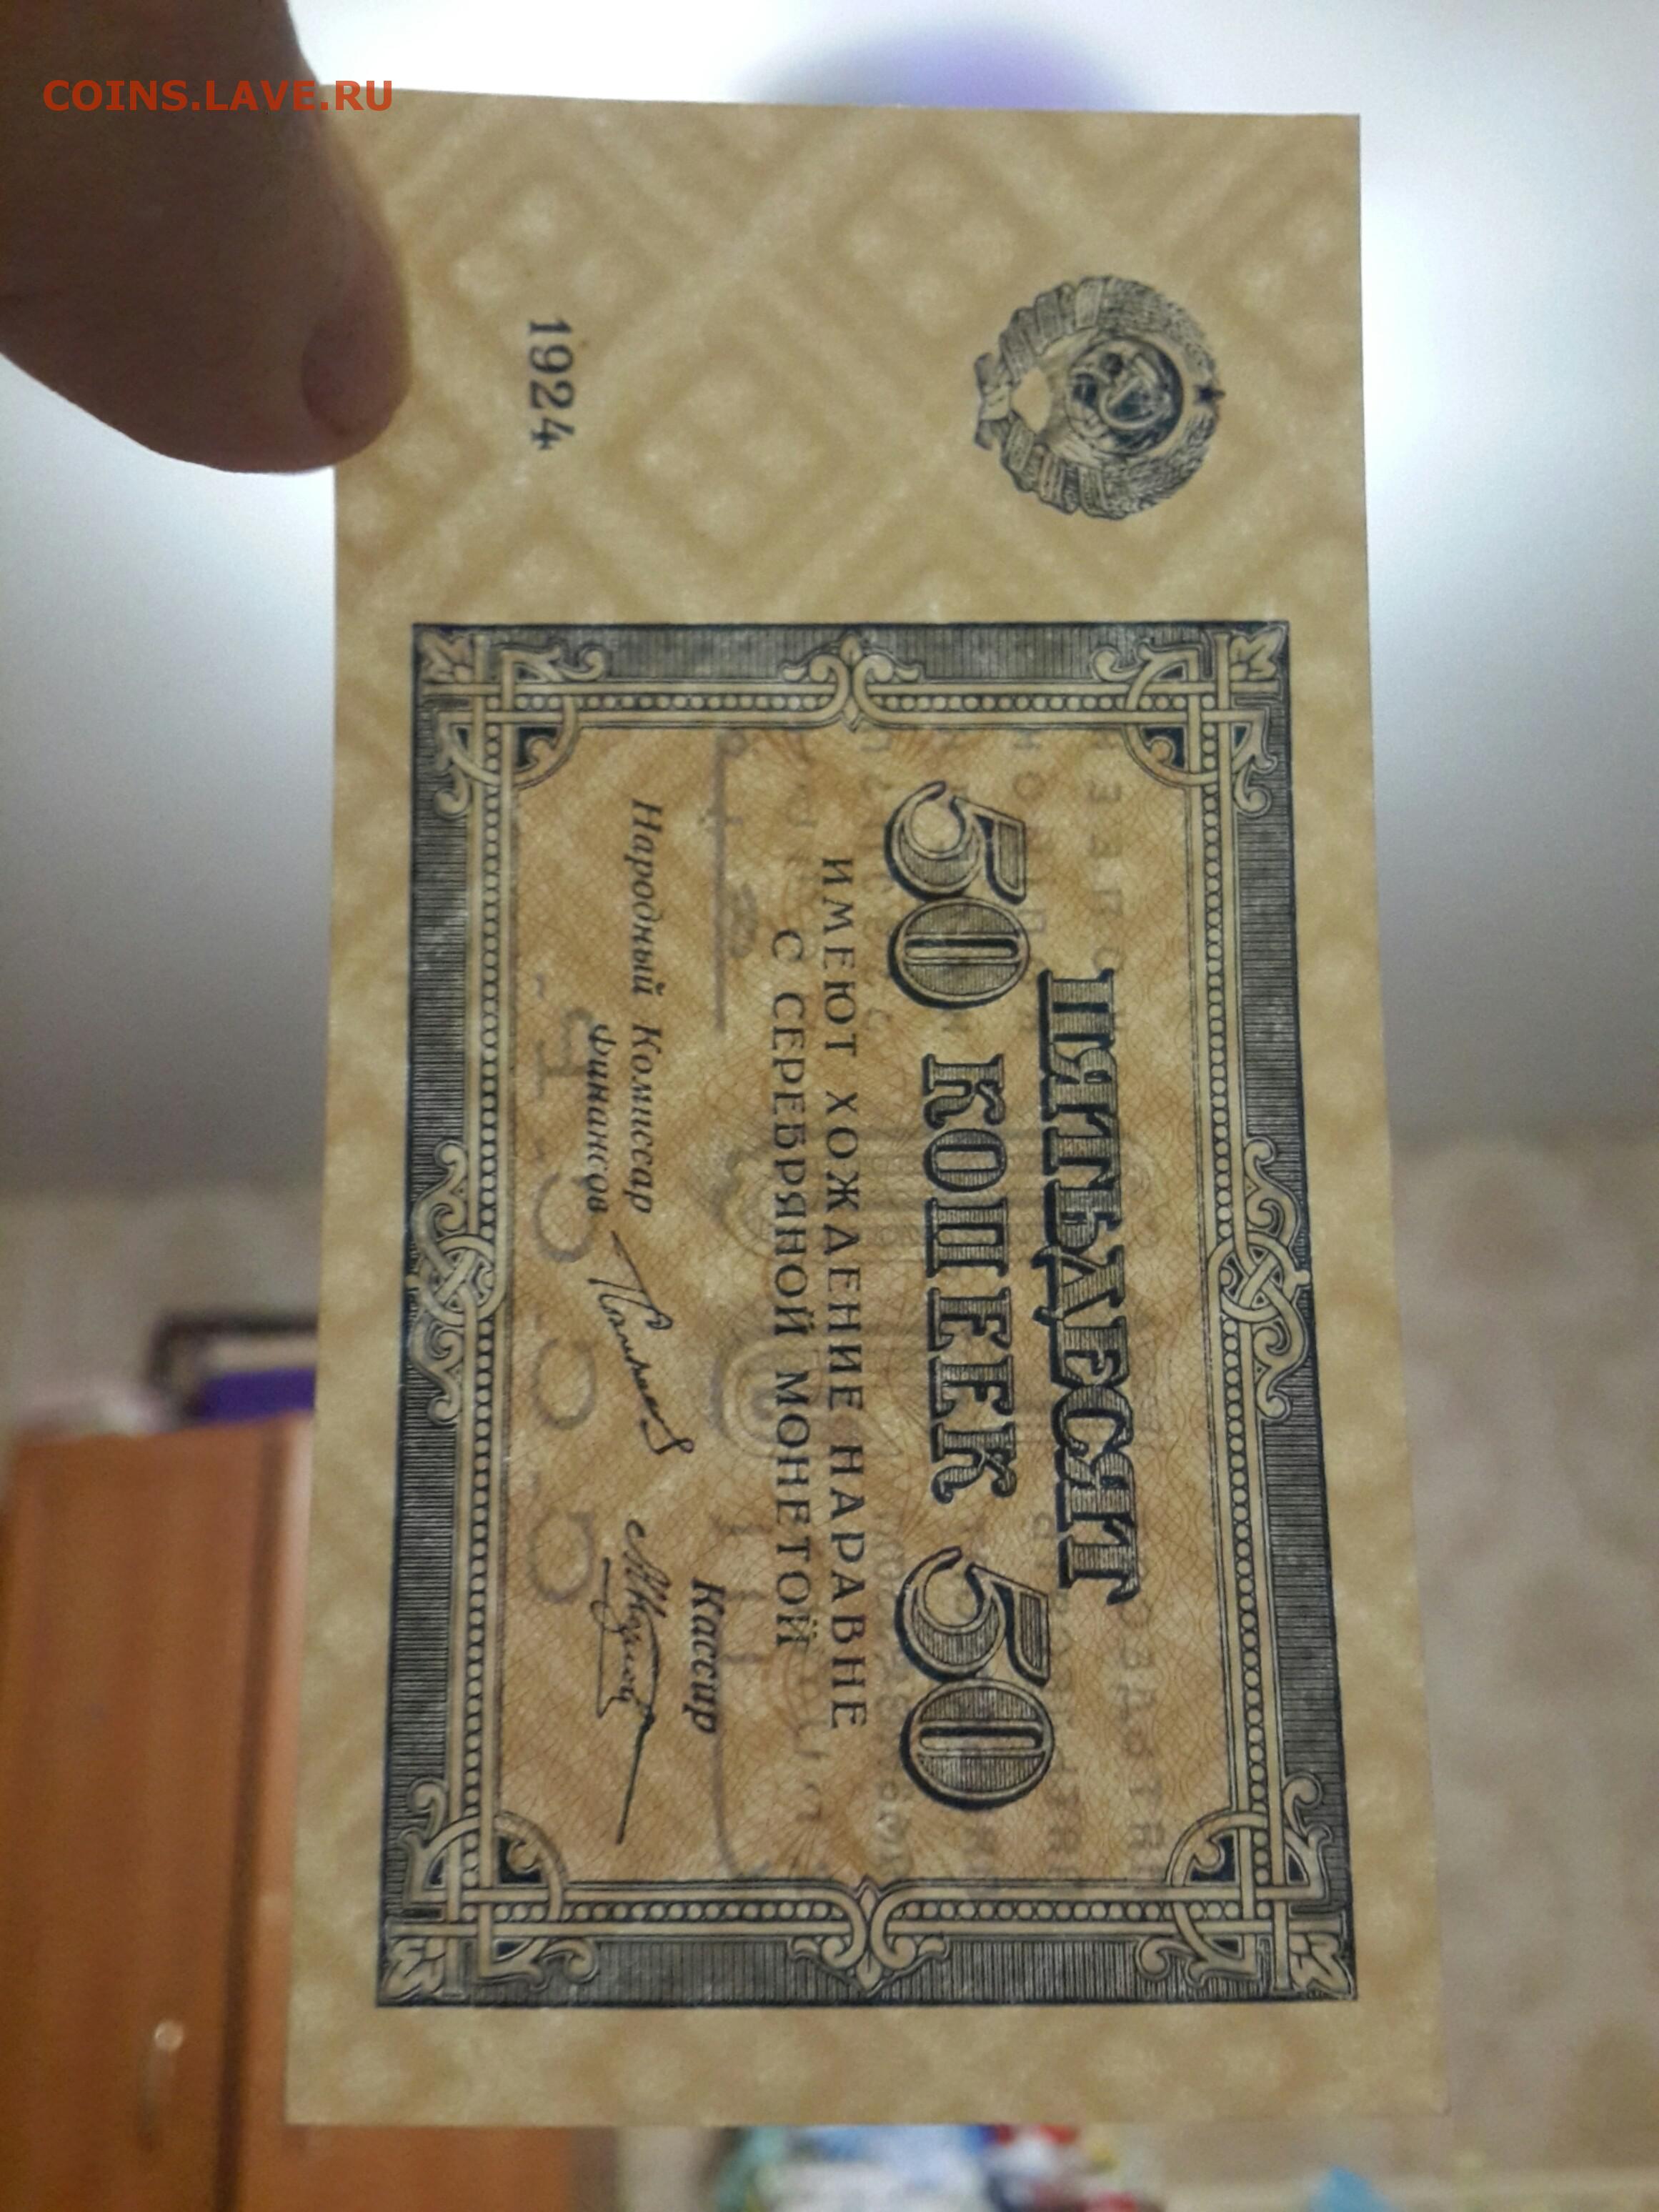 COINS.LAVE.RU
1924
ПЯТЬДЕСЯТ
50 КОПЕЕК 50
ИМЕЮТ ХОЖДЕНИЕ НАРАВНЕ
С СЕРЕБРЯНОЙ МОНЕТОЙ
Народный Комиссар
Финансов
Кассир